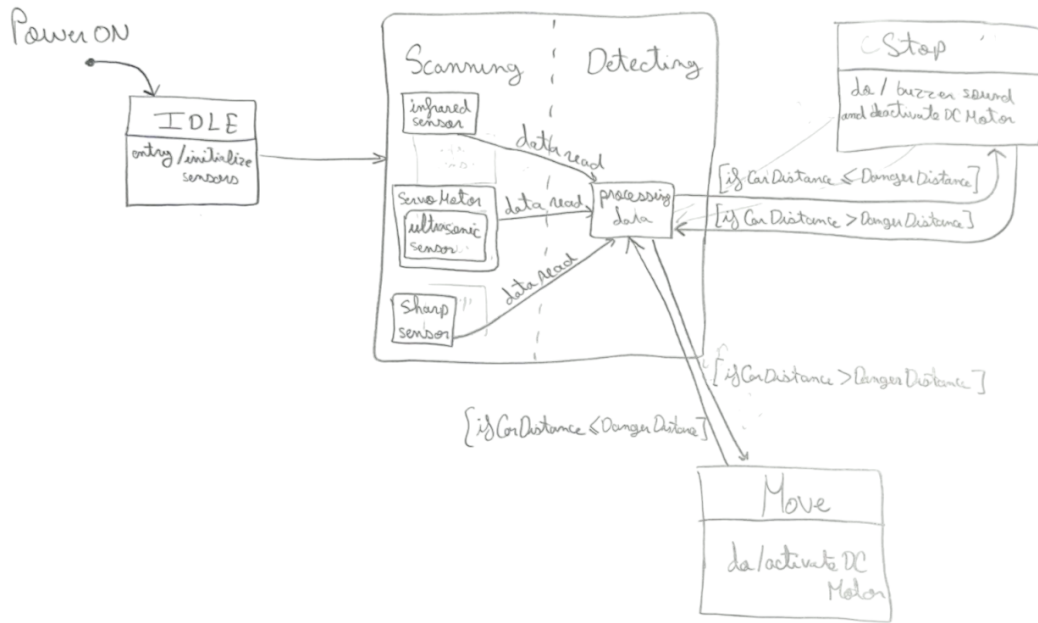 Power ON
IDLE
entry/initialize
sensors
Scanning
Detecting
infrared
sensor
data read
Servo Motor
ultrasonic
sensor
data read
sharp
sensor
data read
processing
data
Stop
do / buzzer sound
and deactivate DC Motor
[if CarDistance ⩽ DangerDistance]
[if CarDistance > DangerDistance]
[if CarDistance > DangerDistance]
[if CarDistance ⩽ DangerDistance]
Move
do/activate DC
Motor